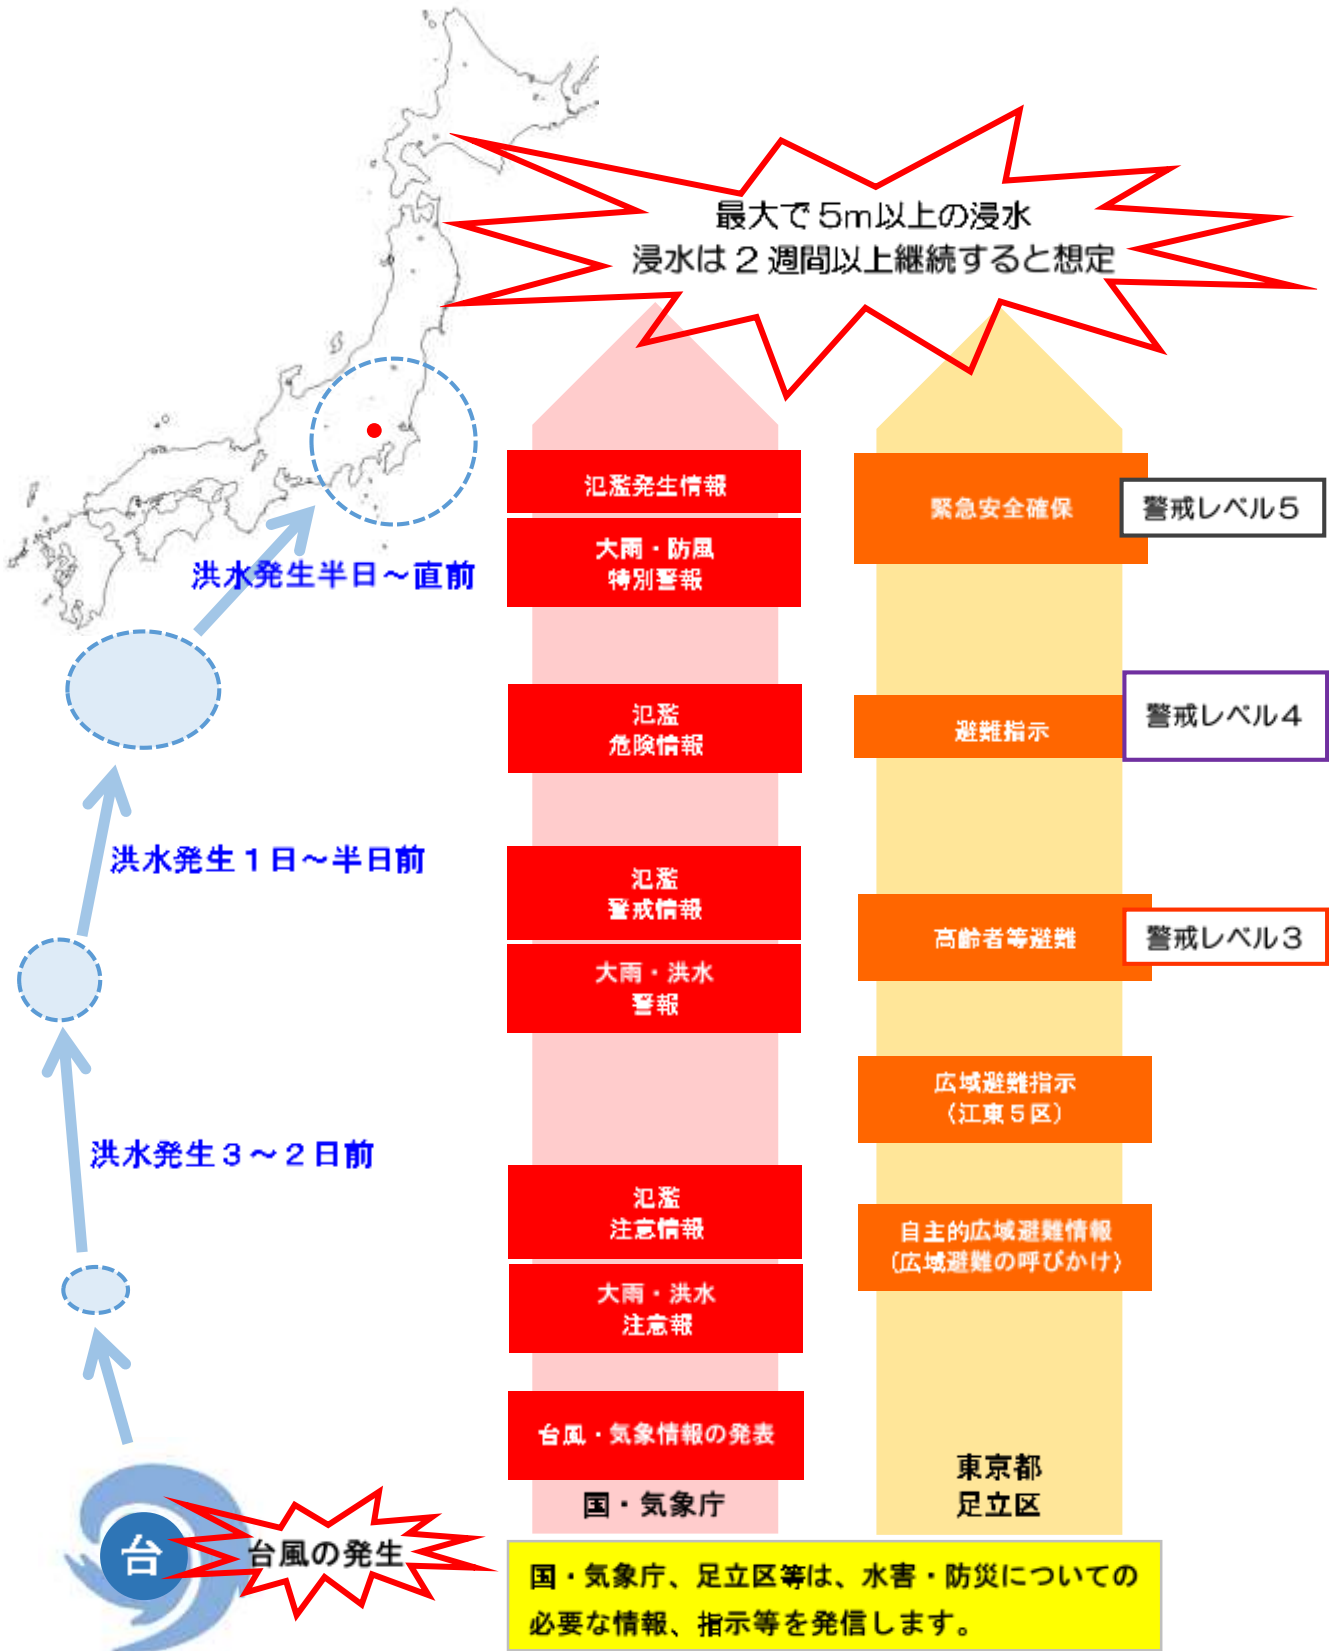 最大で5m以上の浸水
浸水は2週間以上継続すると想定
氾濫発生情報
大雨・防風
特別警報
緊急安全確保
警戒レベル5
洪水発生半日～直前
氾濫
危険情報
避難指示
警戒レベル4
洪水発生1日～半日前
氾濫
警戒情報
大雨・洪水
警報
高齢者等避難
警戒レベル3
広域避難指示
（江東5区）
洪水発生3～2日前
氾濫
注意情報
大雨・洪水
注意報
自主的広域避難情報
（広域避難の呼びかけ）
台風・気象情報の発表
国・気象庁
東京都
足立区
台
台風の発生
国・気象庁、足立区等は、水害・防災についての
必要な情報、指示等を発信します。